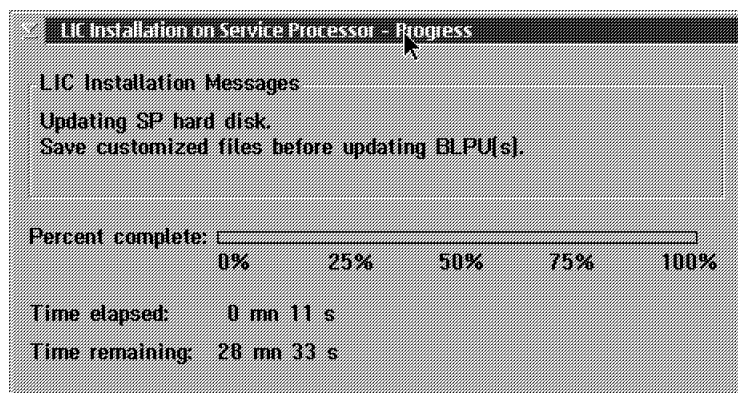 LIC Installation on Service Processor - Progress
LIC Installation Messages
Updating SP hard disk.
Save customized files before updating BLPU(s).
Percent complete:
0% 25% 50% 75% 100%
Time elapsed: 0 mn 11 s
Time remaining: 28 mn 33 s